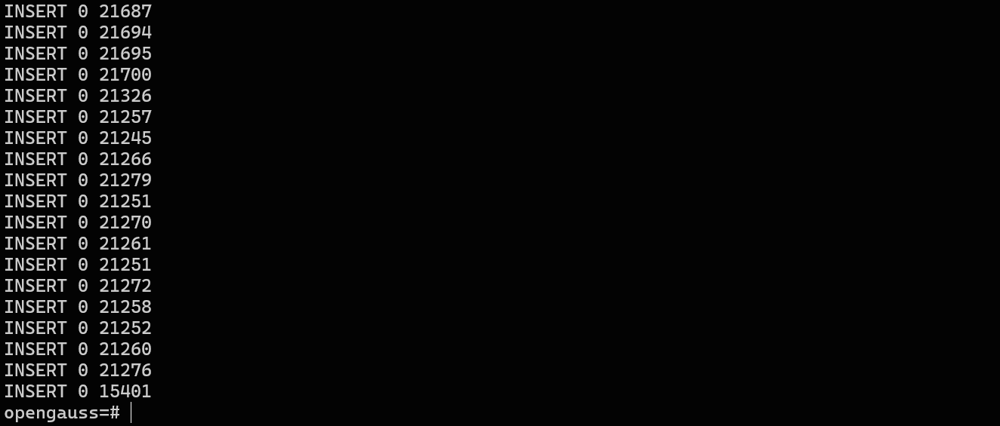 INSERT 0 21687
INSERT 0 21694
INSERT 0 21695
INSERT 0 21700
INSERT 0 21326
INSERT 0 21257
INSERT 0 21245
INSERT 0 21266
INSERT 0 21279
INSERT 0 21251
INSERT 0 21270
INSERT 0 21261
INSERT 0 21251
INSERT 0 21272
INSERT 0 21258
INSERT 0 21252
INSERT 0 21260
INSERT 0 21276
INSERT 0 15401
opengauss=#